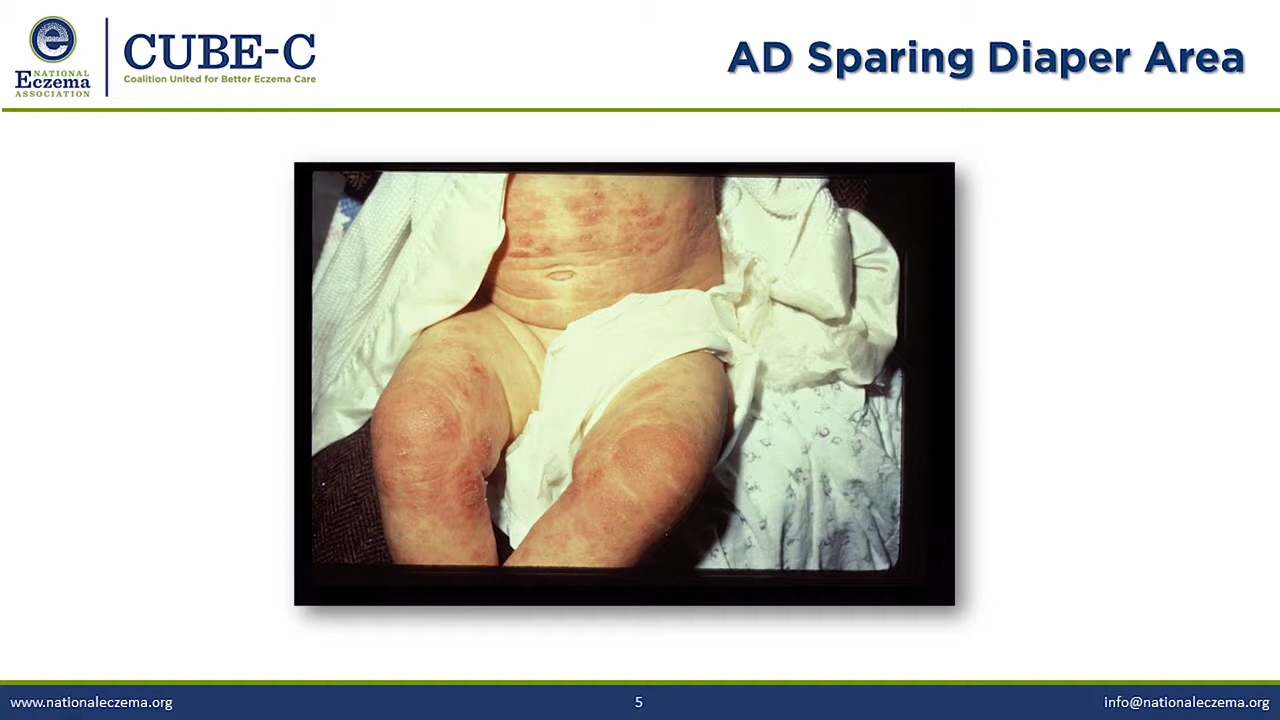 NATIONAL
Eczema
ASSOCIATION
CUBE-C
Coalition United for Better Eczema Care
AD Sparing Diaper Area
www.nationaleczema.org
5
info@nationaleczema.org